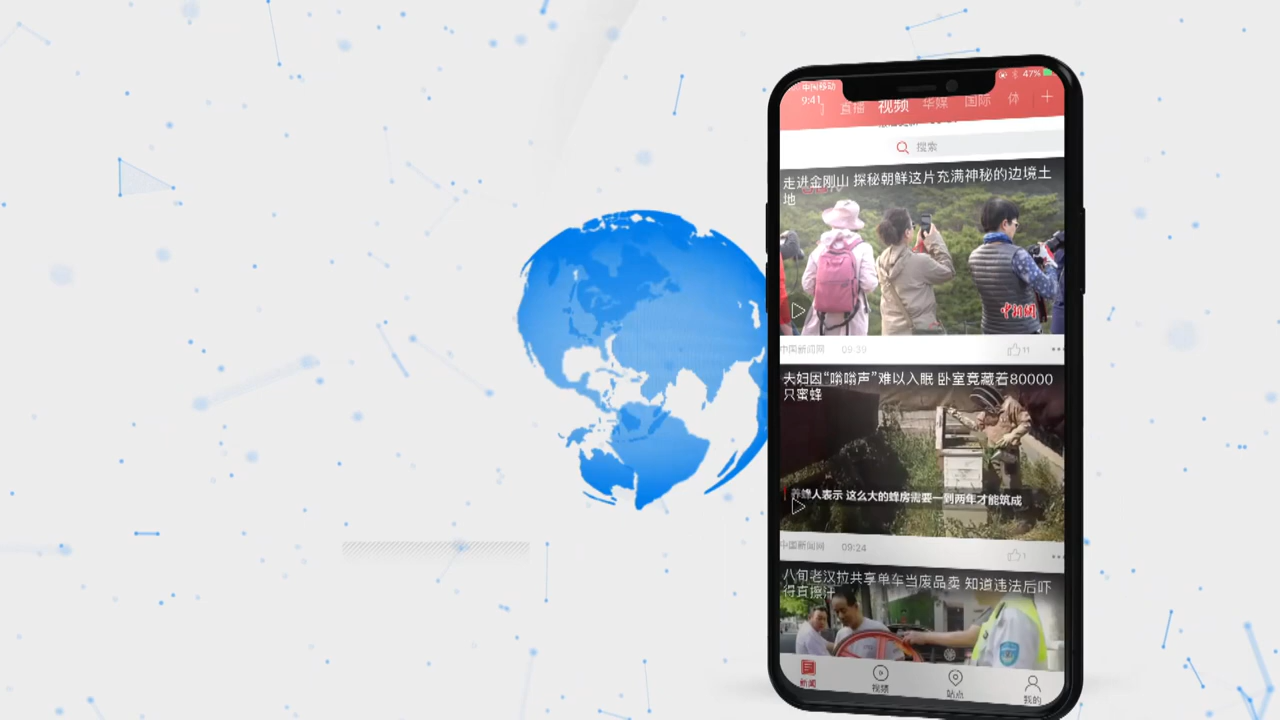 中国移动
47%
9:41
直播 视频 华媒 国际 体 +
搜索
走进金刚山 探秘朝鲜这片充满神秘的边境土
地
中新网
中国新闻网 09:39 11
夫妇因“嗡嗡声”难以入眠 卧室竟藏着80000
只蜜蜂
养蜂人表示 这么大的蜂房需要一到两年才能筑成
中国新闻网 09:24 1
八旬老汉拉共享单车当废品卖 知道违法后吓
得直擦汗
新闻 视频 站点 我的